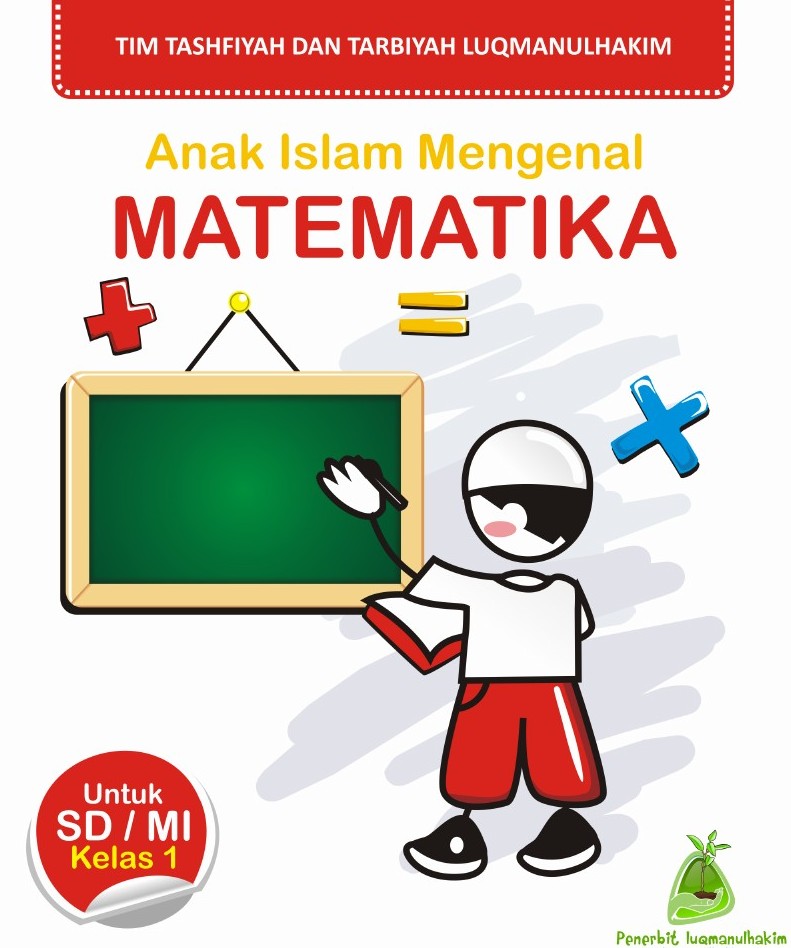 TIM TASHFIYAH DAN TARBIYAH LUQMANULHAKIM
Anak Islam Mengenal
MATEMATIKA
Untuk
SD / MI
Kelas 1
Penerbit luqmanulhakim